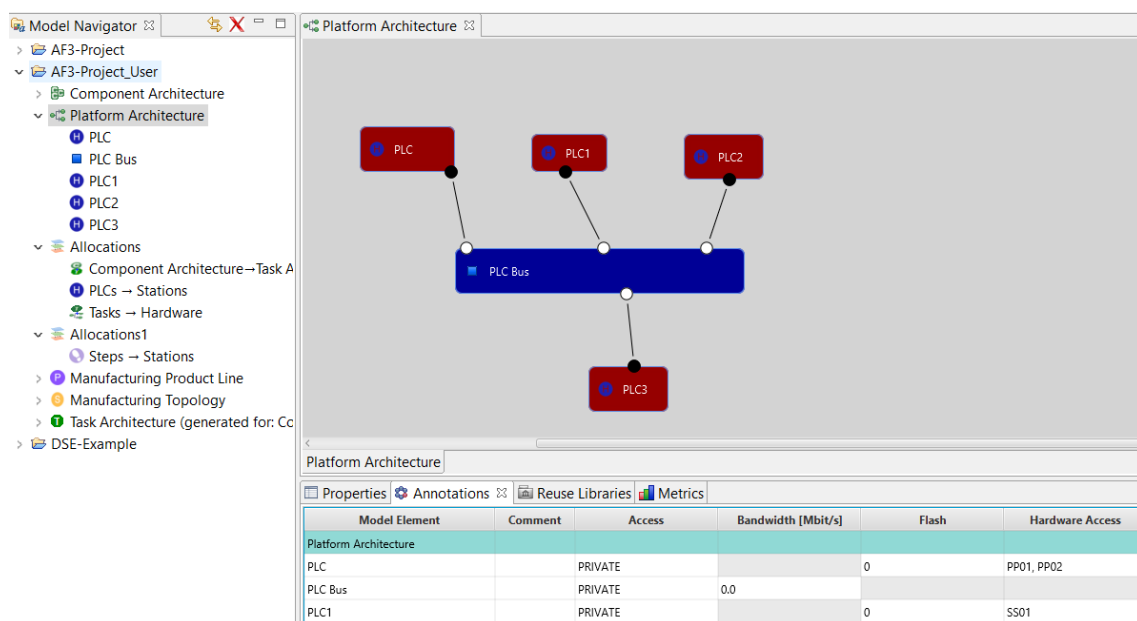 Model Navigator
AF3-Project
AF3-Project_User
Component Architecture
Platform Architecture
H PLC
PLC Bus
H PLC1
H PLC2
H PLC3
Allocations
Component Architecture→Task A
H PLCs → Stations
Tasks → Hardware
Allocations1
Steps → Stations
P Manufacturing Product Line
S Manufacturing Topology
T Task Architecture (generated for: Co
DSE-Example
Platform Architecture
H PLC
H PLC1
H PLC2
PLC Bus
H PLC3
Platform Architecture
Properties Annotations Reuse Libraries Metrics
Model Element Comment Access Bandwidth [Mbit/s] Flash Hardware Access
Platform Architecture
PLC PRIVATE 0 PP01, PP02
PLC Bus PRIVATE 0.0
PLC1 PRIVATE 0 SS01